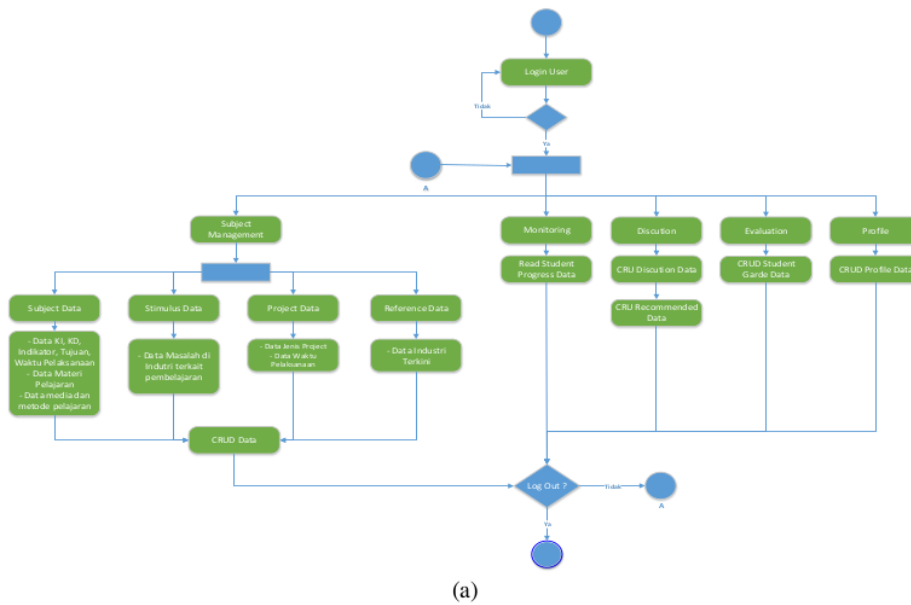 Login User
Tidak
Ya
A
Subject
Management
Monitoring
Discution
Evaluation
Profile
Read Student
Progress Data
CRU Discution Data
CRUD Student
Garde Data
CRUD Profile Data
Subject Data
Stimulus Data
Project Data
Reference Data
CRU Recommended
Data
- Data KI, KD,
Indikator, Tujuan,
Waktu Pelaksanaan
- Data Materi
Pelajaran
- Data media dan
metode pelajaran
- Data Masalah di
Indutri terkait
pembelajaran
- Data Jenis Project
- Data Waktu
Pelaksanaan
- Data Industri
Terkini
CRUD Data
Log Out ?
Tidak
A
Ya
(a)